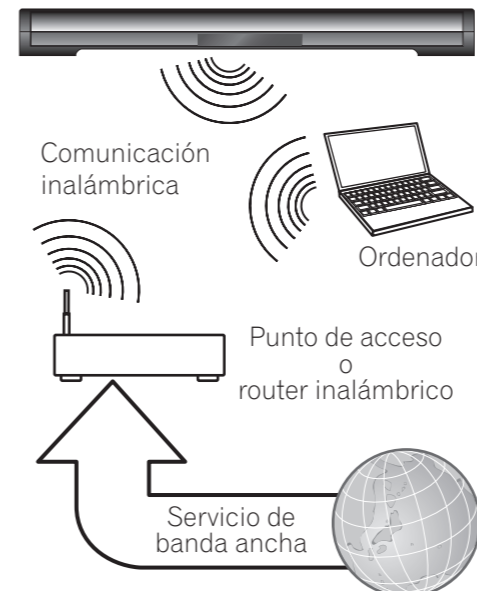 Comunicación
inalámbrica
Ordenador
Punto de acceso
o
router inalámbrico
Servicio de
banda ancha